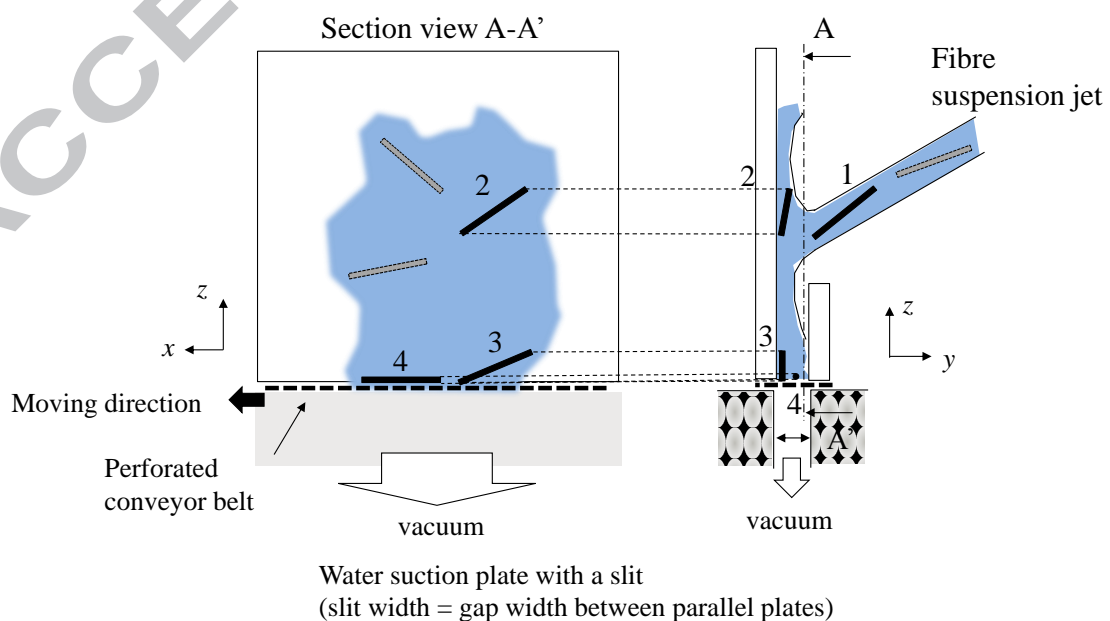 ACCE
Section view A-A’
A
Fibre
suspension jet
1
2
2
z
x
3
4
3
z
y
4
A’
Moving direction
Perforated
conveyor belt
vacuum
vacuum
Water suction plate with a slit
(slit width = gap width between parallel plates)